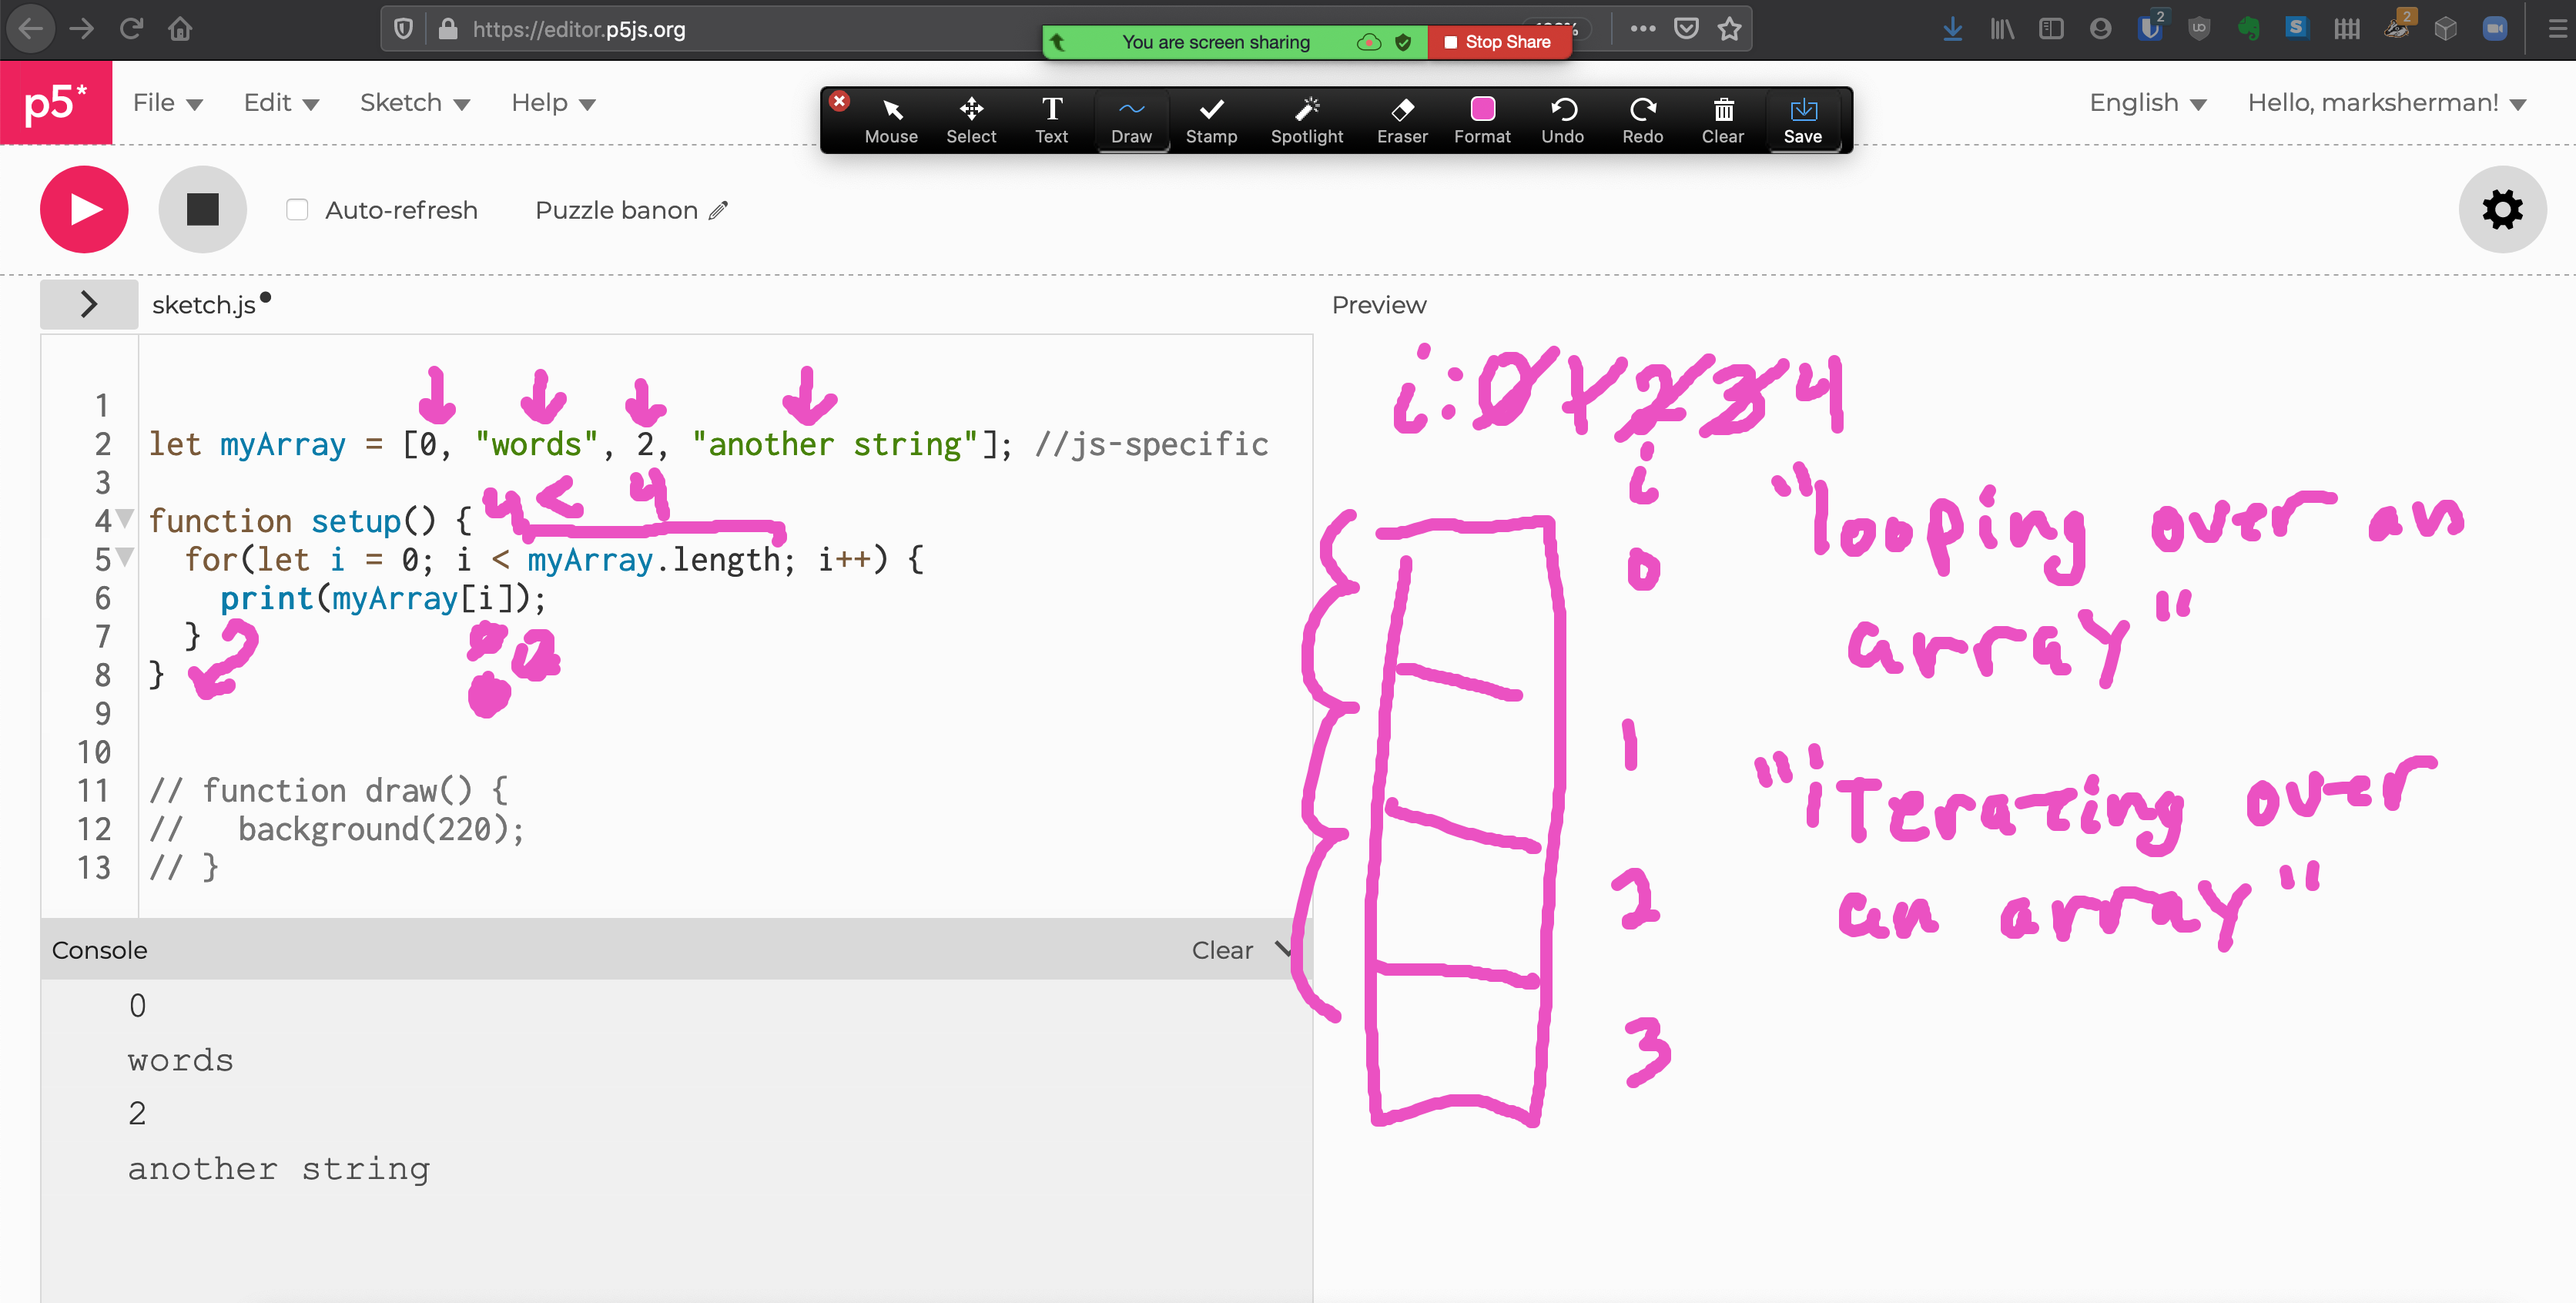 https://editor.p5js.org
You are screen sharing
Stop Share
2
2
p5*
File
Edit
Sketch
Help
Mouse
Select
Text
Draw
Stamp
Spotlight
Eraser
Format
Undo
Redo
Clear
Save
English
Hello, marksherman!
Auto-refresh
Puzzle banon
sketch.js
Preview
i: 0 1 2 3 4
1
2 let myArray = [0, "words", 2, "another string"]; //js-specific
3
4 < 4
4 function setup() {
5 for(let i = 0; i < myArray.length; i++) {
6 print(myArray[i]);
7 }
8 }
9
10
11 // function draw() {
12 // background(220);
13 // }
i
0
1
2
3
"looping over an
array"
"iterating over
an array"
Console
Clear
0
words
2
another string